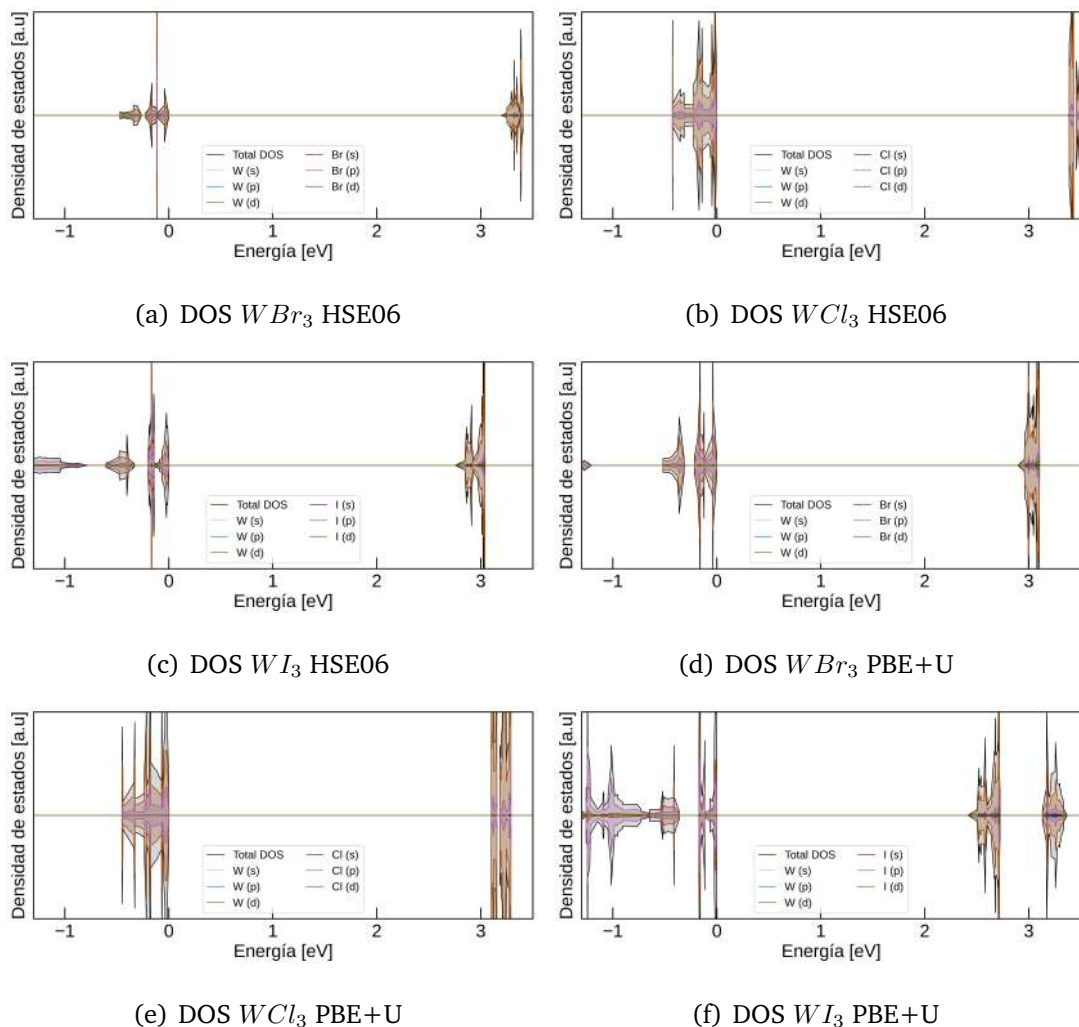 Densidad de estados [a.u]
Total DOS Br (s)
W (s) Br (p)
W (p) Br (d)
W (d)
−1 0 1 2 3
Energía [eV]
(a) DOS WBr₃ HSE06
Densidad de estados [a.u]
Total DOS Cl (s)
W (s) Cl (p)
W (p) Cl (d)
W (d)
−1 0 1 2 3
Energía [eV]
(b) DOS WCl₃ HSE06
Densidad de estados [a.u]
Total DOS I (s)
W (s) I (p)
W (p) I (d)
W (d)
−1 0 1 2 3
Energía [eV]
(c) DOS WI₃ HSE06
Densidad de estados [a.u]
Total DOS Br (s)
W (s) Br (p)
W (p) Br (d)
W (d)
−1 0 1 2 3
Energía [eV]
(d) DOS WBr₃ PBE+U
Densidad de estados [a.u]
Total DOS Cl (s)
W (s) Cl (p)
W (p) Cl (d)
W (d)
−1 0 1 2 3
Energía [eV]
(e) DOS WCl₃ PBE+U
Densidad de estados [a.u]
Total DOS I (s)
W (s) I (p)
W (p) I (d)
W (d)
−1 0 1 2 3
Energía [eV]
(f) DOS WI₃ PBE+U